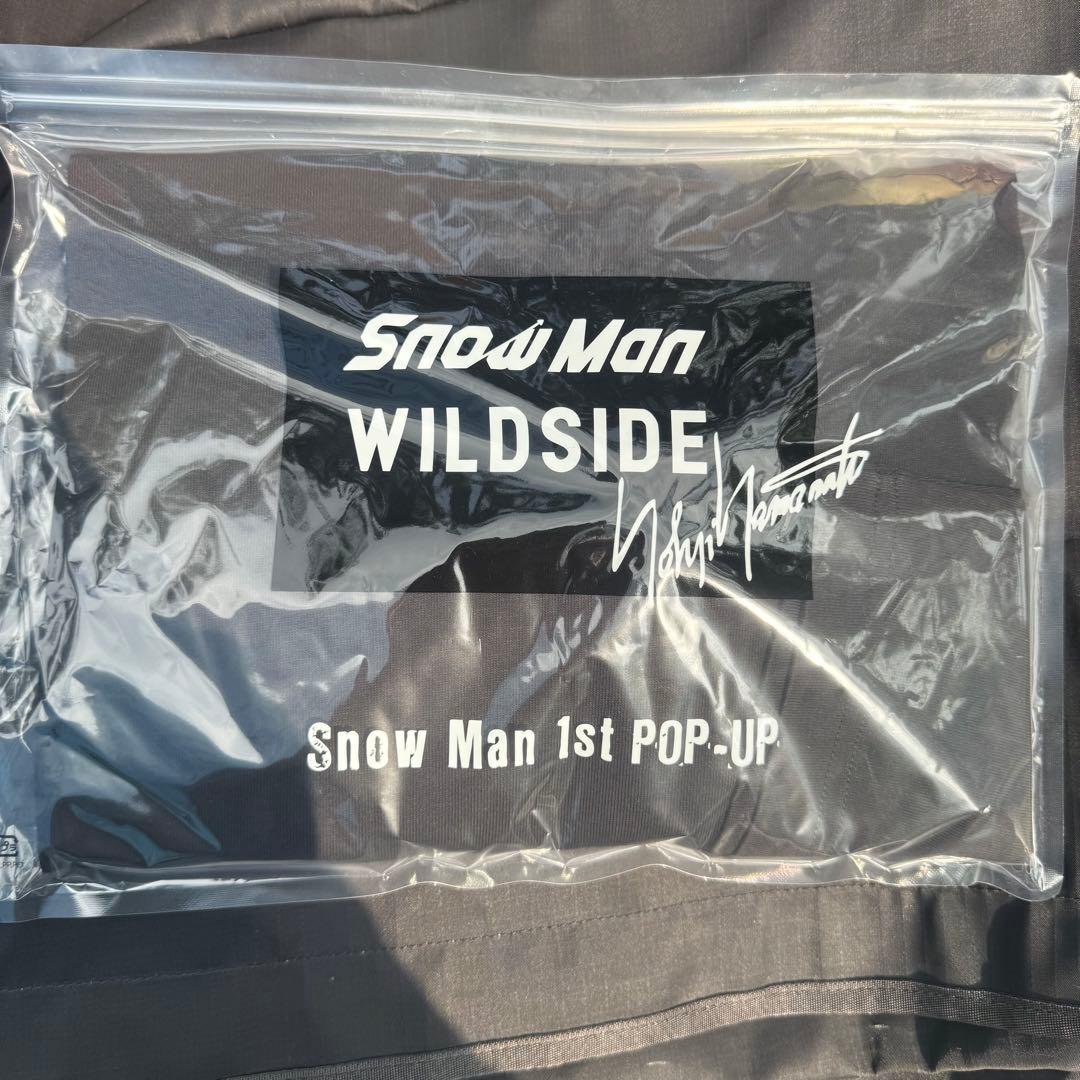 Snow Man
WILDSIDE
Yohji Yamamoto
Snow Man 1st POP-UP